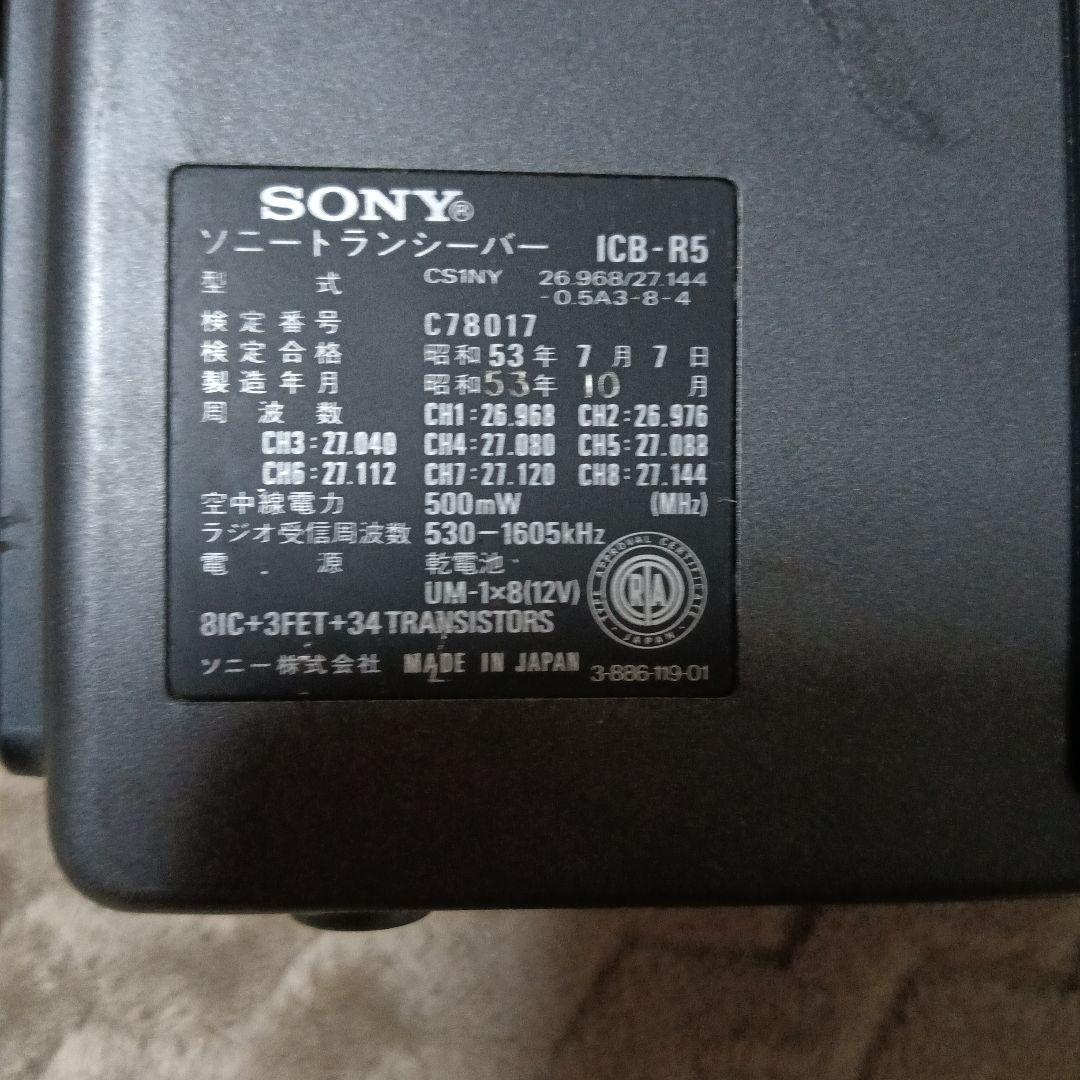 SONY®
ソニートランシーバー ICB-R5
型 式 CS1NY 26.968/27.144
-0.5A3-8-4
検定番号 C78017
検定合格 昭和53年 7月 7日
製造年月 昭和53年 10 月
周波数 CH1:26.968 CH2:26.976
CH3:27.040 CH4:27.080 CH5:27.088
CH6:27.112 CH7:27.120 CH8:27.144
空中線電力 500mW (MHz)
ラジオ受信周波数 530-1605kHz
電 源 乾電池
UM-1×8(12V)
8IC+3FET+34 TRANSISTORS
TYPE APPROVAL CERTIFICATE
RIA
JAPAN
ソニー株式会社 MADE IN JAPAN 3-886-119-01